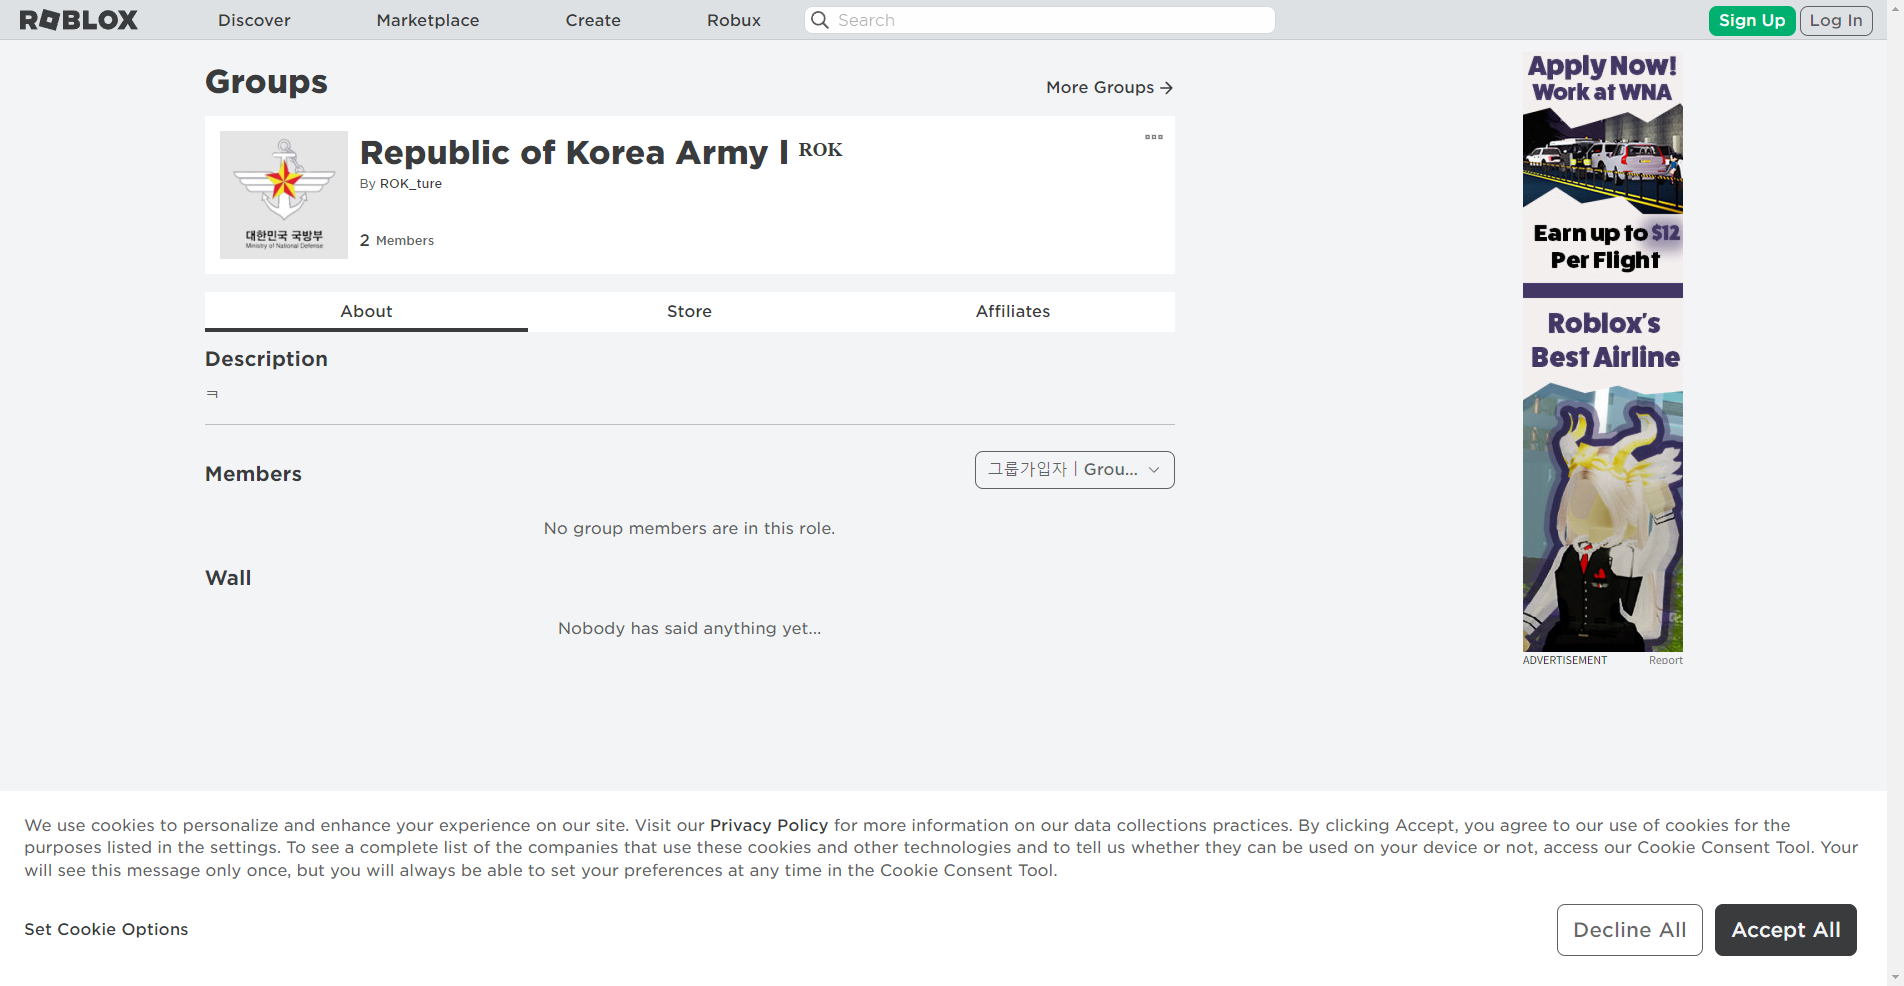 ROBLOX
Discover
Marketplace
Create
Robux
Search
Sign Up
Log In
Groups
More Groups
Republic of Korea Army l ROK
By ROK_ture
2 Members
대한민국 국방부
Ministry of National Defense
About
Store
Affiliates
Description
ㅋ
Members
그룹가입자 | Grou...
No group members are in this role.
Wall
Nobody has said anything yet...
Apply Now!
Work at WNA
Earn up to $12
Per Flight
Roblox's
Best Airline
ADVERTISEMENT
Report
We use cookies to personalize and enhance your experience on our site. Visit our Privacy Policy for more information on our data collections practices. By clicking Accept, you agree to our use of cookies for the
purposes listed in the settings. To see a complete list of the companies that use these cookies and other technologies and to tell us whether they can be used on your device or not, access our Cookie Consent Tool. Your
will see this message only once, but you will always be able to set your preferences at any time in the Cookie Consent Tool.
Set Cookie Options
Decline All
Accept All